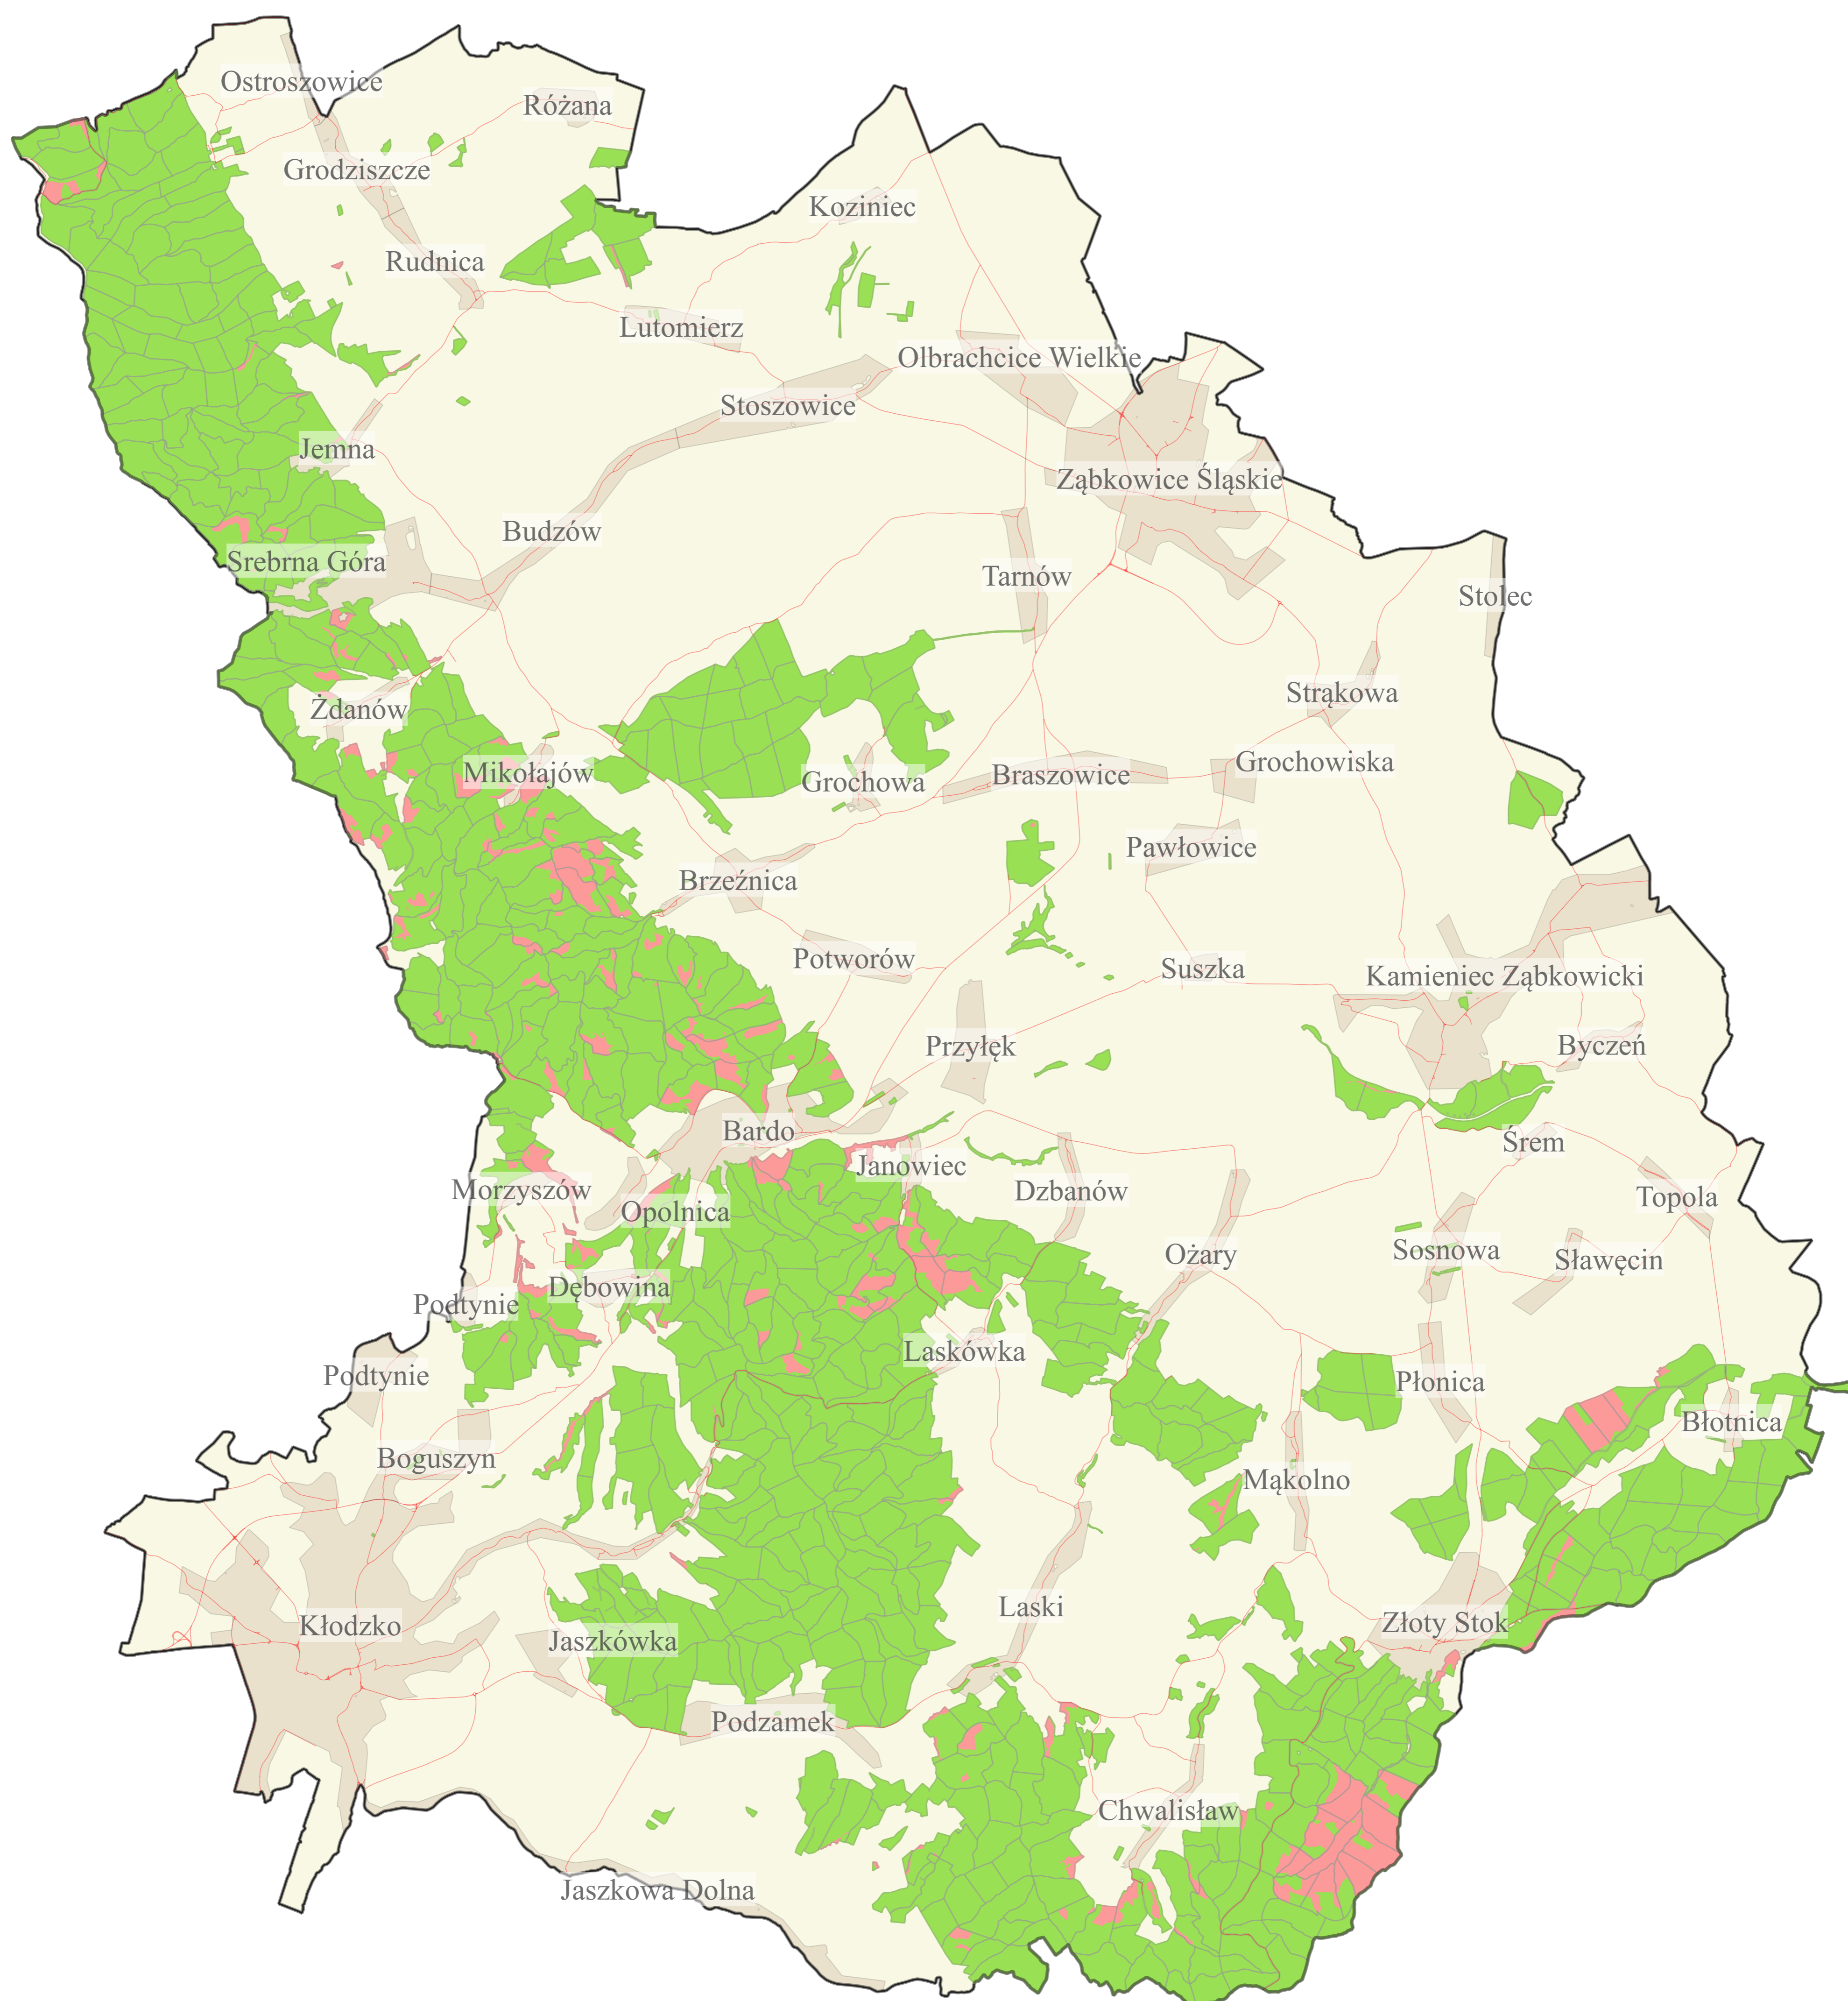 Ostroszowice
Różana
Grodziszcze
Koziniec
Rudnica
Lutomierz
Olbrachcice Wielkie
Stoszowice
Jemna
Ząbkowice Śląskie
Budzów
Srebrna Góra
Tarnów
Stolec
Strąkowa
Żdanów
Grochowiska
Mikołajów
Braszowice
Grochowa
Pawłowice
Brzeźnica
Potworów
Suszka
Kamieniec Ząbkowicki
Przyłęk
Byczeń
Bardo
Śrem
Janowiec
Morzyszów
Dzbanów
Topola
Opolnica
Sosnowa
Ożary
Sławęcin
Dębowina
Podtynie
Laskówka
Podtynie
Płonica
Błotnica
Boguszyn
Mąkolno
Laski
Złoty Stok
Kłodzko
Jaszkówka
Podzamek
Chwalisław
Jaszkowa Dolna